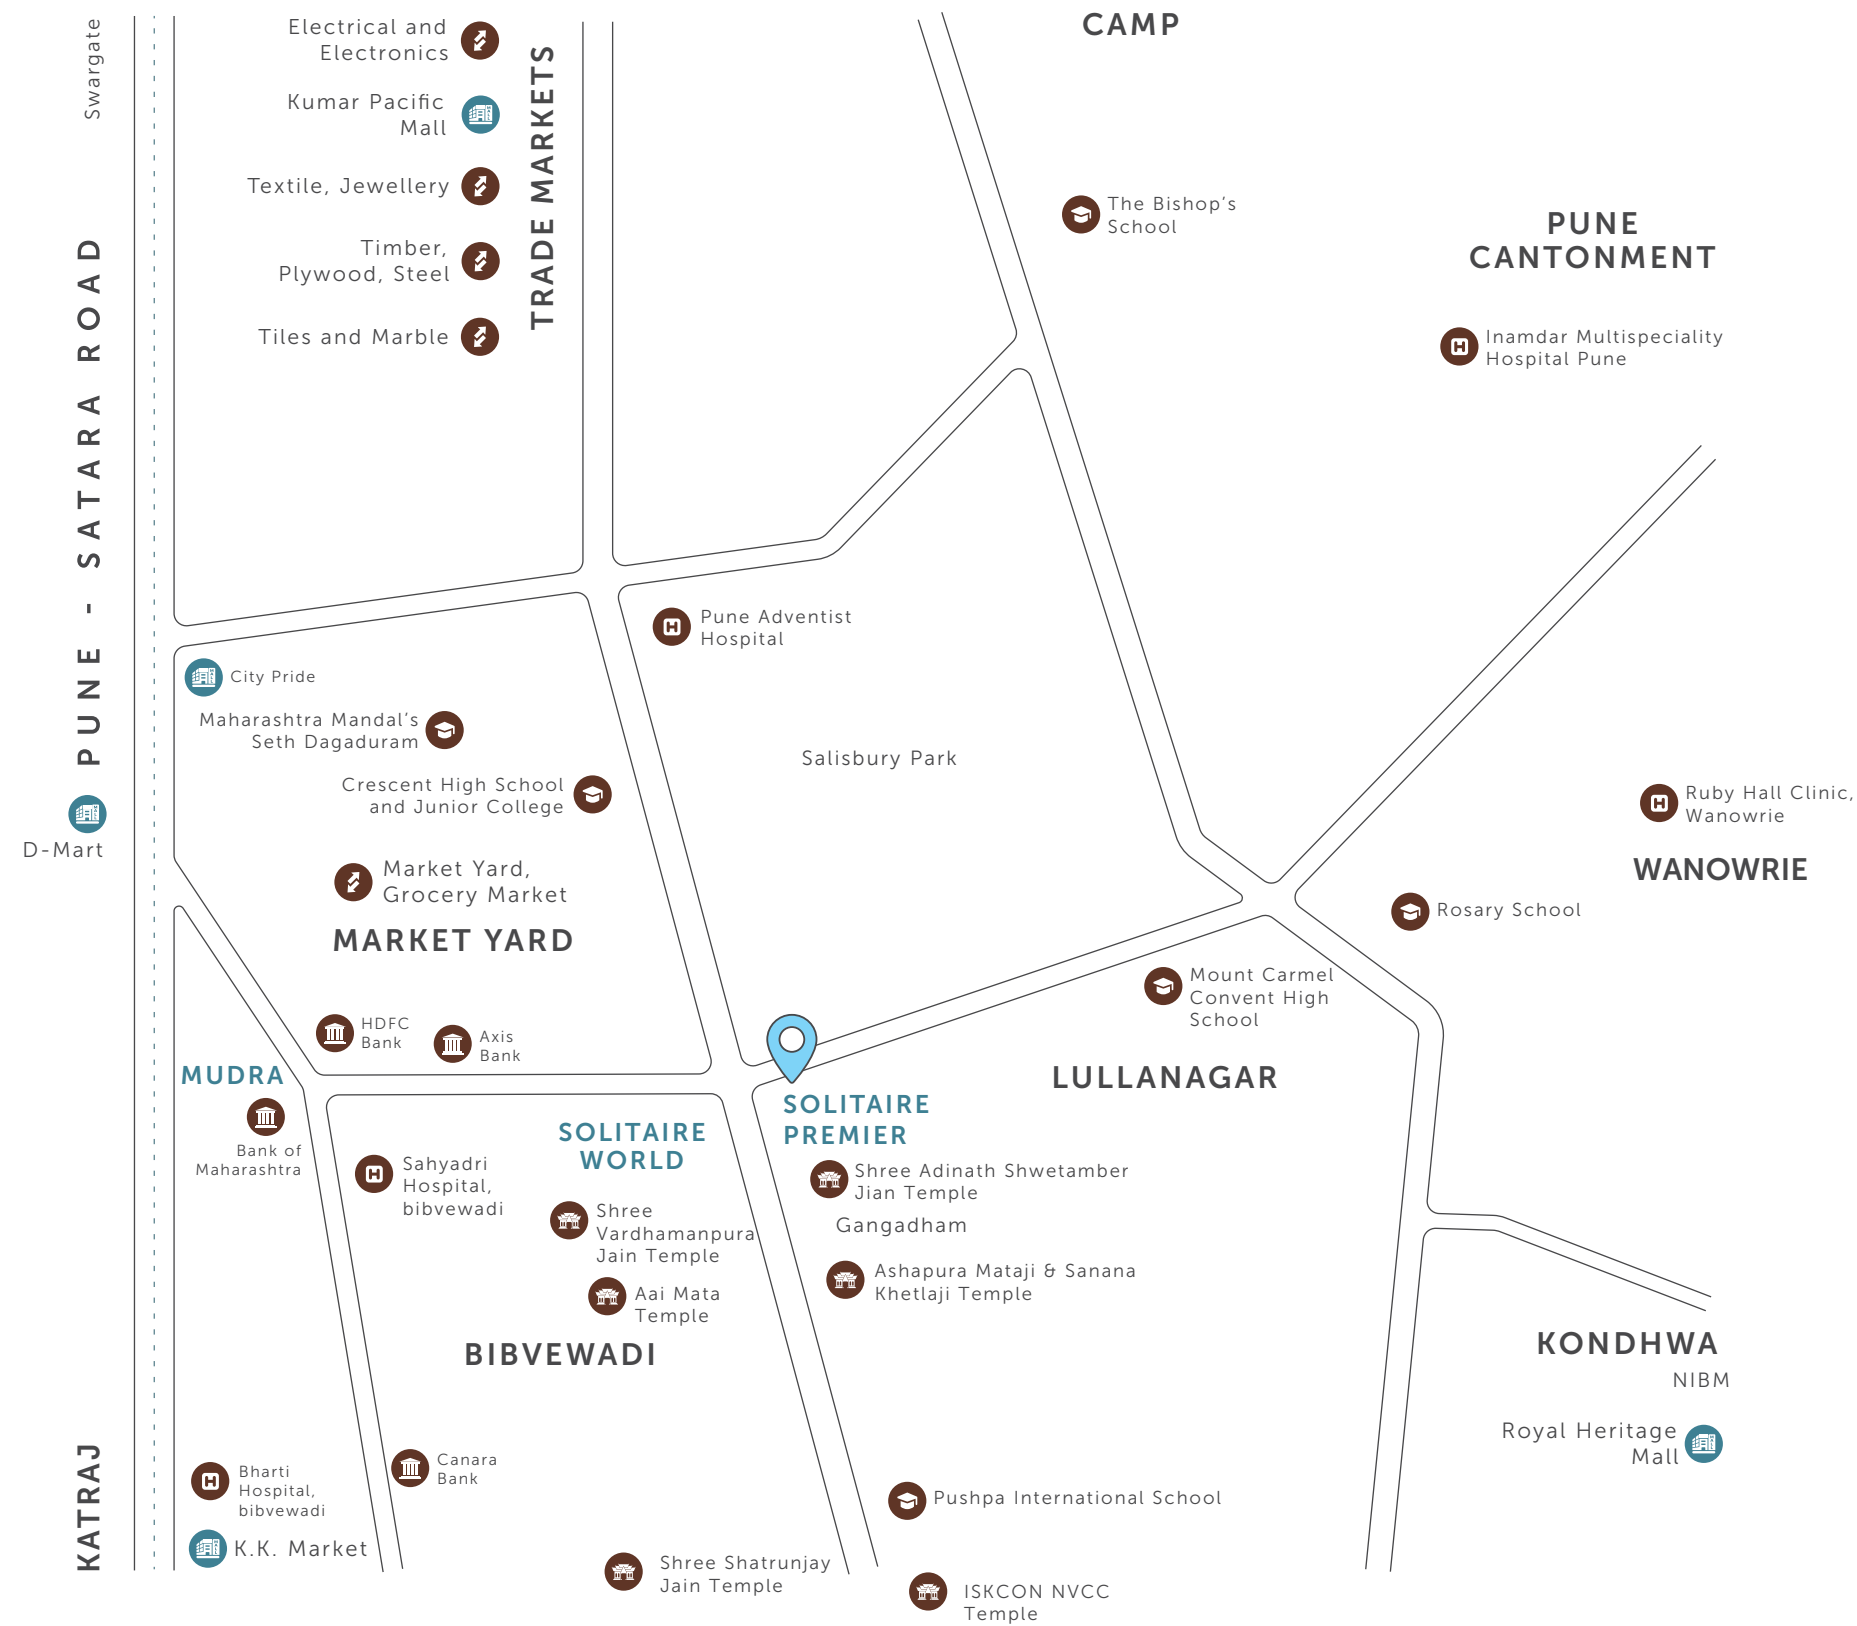 Swargate
PUNE - SATARA ROAD
D-Mart
KATRAJ
Electrical and
Electronics
Kumar Pacific
Mall
Textile, Jewellery
Timber,
Plywood, Steel
Tiles and Marble
TRADE MARKETS
CAMP
The Bishop's
School
PUNE
CANTONMENT
Inamdar Multispeciality
Hospital Pune
Pune Adventist
Hospital
City Pride
Maharashtra Mandal's
Seth Dagaduram
Crescent High School
and Junior College
Salisbury Park
Market Yard,
Grocery Market
MARKET YARD
Ruby Hall Clinic,
Wanowrie
WANOWRIE
Rosary School
Mount Carmel
Convent High
School
HDFC
Bank
Axis
Bank
MUDRA
Bank of
Maharashtra
LULLANAGAR
SOLITAIRE
PREMIER
SOLITAIRE
WORLD
Sahyadri
Hospital,
bibvewadi
Shree
Vardhamanpura
Jain Temple
Aai Mata
Temple
BIBVEWADI
Shree Adinath Shwetamber
Jian Temple
Gangadham
Ashapura Mataji & Sanana
Khetlaji Temple
KONDHWA
NIBM
Royal Heritage
Mall
Bharti
Hospital,
bibvewadi
K.K. Market
Canara
Bank
Pushpa International School
Shree Shatrunjay
Jain Temple
ISKCON NVCC
Temple